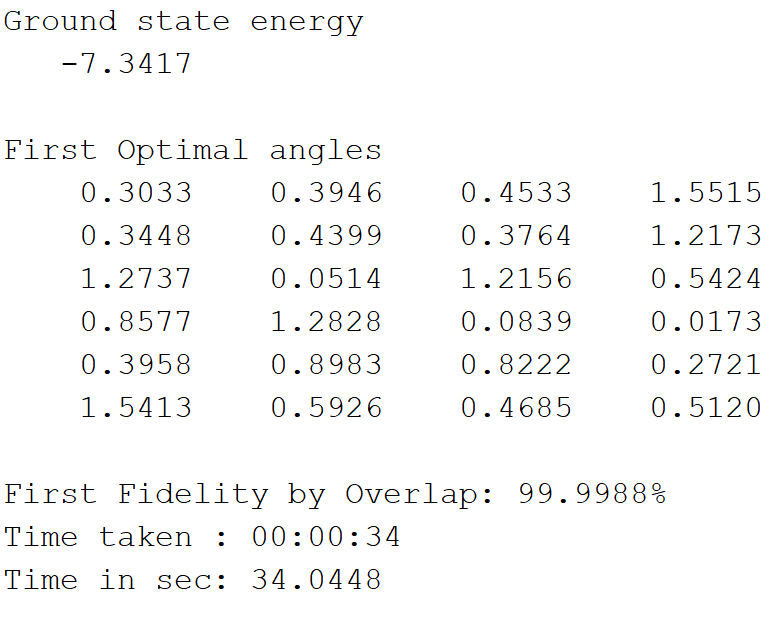 Ground state energy
-7.3417
First Optimal angles
0.3033 0.3946 0.4533 1.5515
0.3448 0.4399 0.3764 1.2173
1.2737 0.0514 1.2156 0.5424
0.8577 1.2828 0.0839 0.0173
0.3958 0.8983 0.8222 0.2721
1.5413 0.5926 0.4685 0.5120
First Fidelity by Overlap: 99.9988%
Time taken : 00:00:34
Time in sec: 34.0448